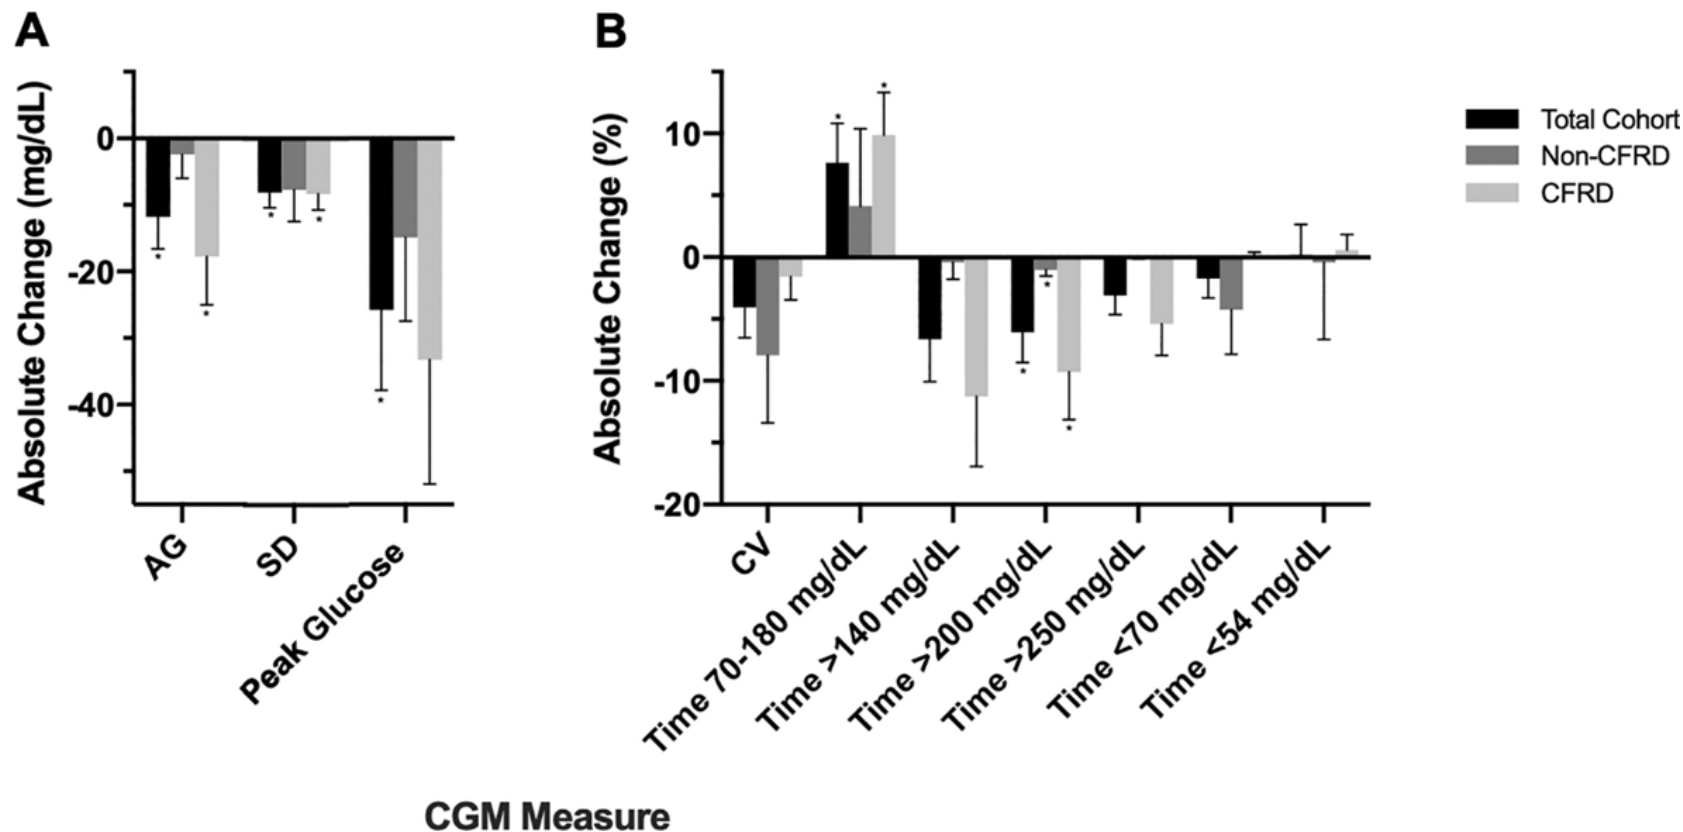 A
B
Absolute Change (mg/dL)
0
-20
-40
AG
SD
Peak Glucose
Absolute Change (%)
10
0
-10
-20
CV
Time 70-180 mg/dL
Time >140 mg/dL
Time >200 mg/dL
Time >250 mg/dL
Time <70 mg/dL
Time <54 mg/dL
Total Cohort
Non-CFRD
CFRD
* * * * * *
* * * * *
CGM Measure